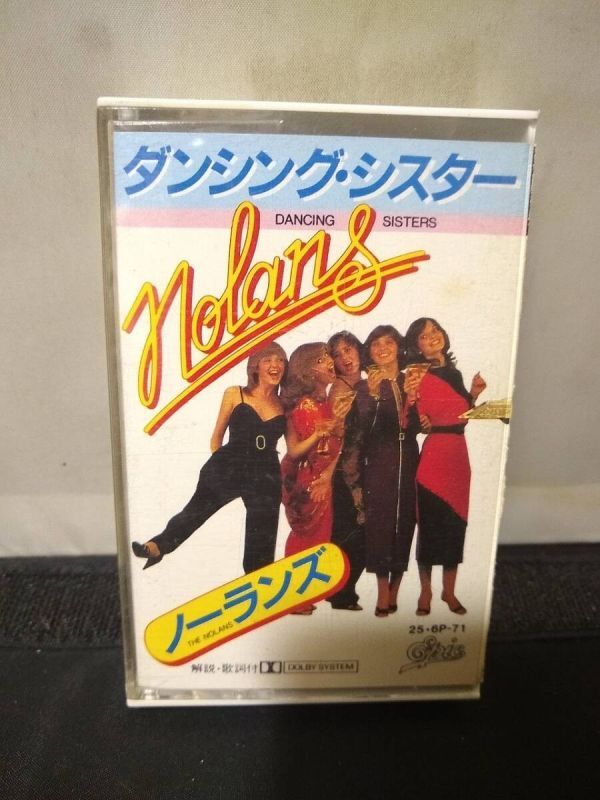 ダンシング・シスター
DANCING SISTERS
Nolans
ノーランズ
THE NOLANS
25・6P-71
Epic
解説・歌詞付 DOLBY SYSTEM